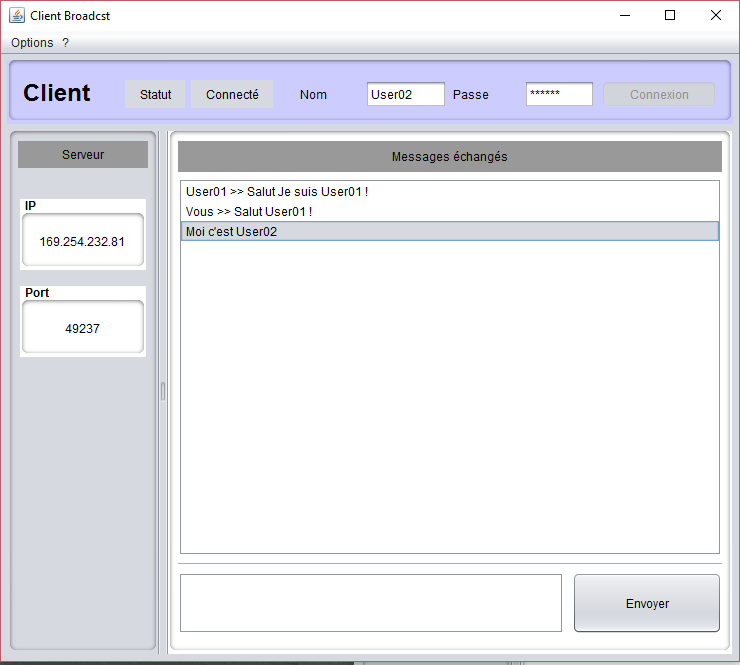 Client Broadcst
Options ?
Client Statut Connecté Nom User02 Passe ****** Connexion
Serveur
IP
169.254.232.81
Port
49237
Messages échangés
User01 >> Salut Je suis User01 !
Vous >> Salut User01 !
Moi c'est User02
Envoyer